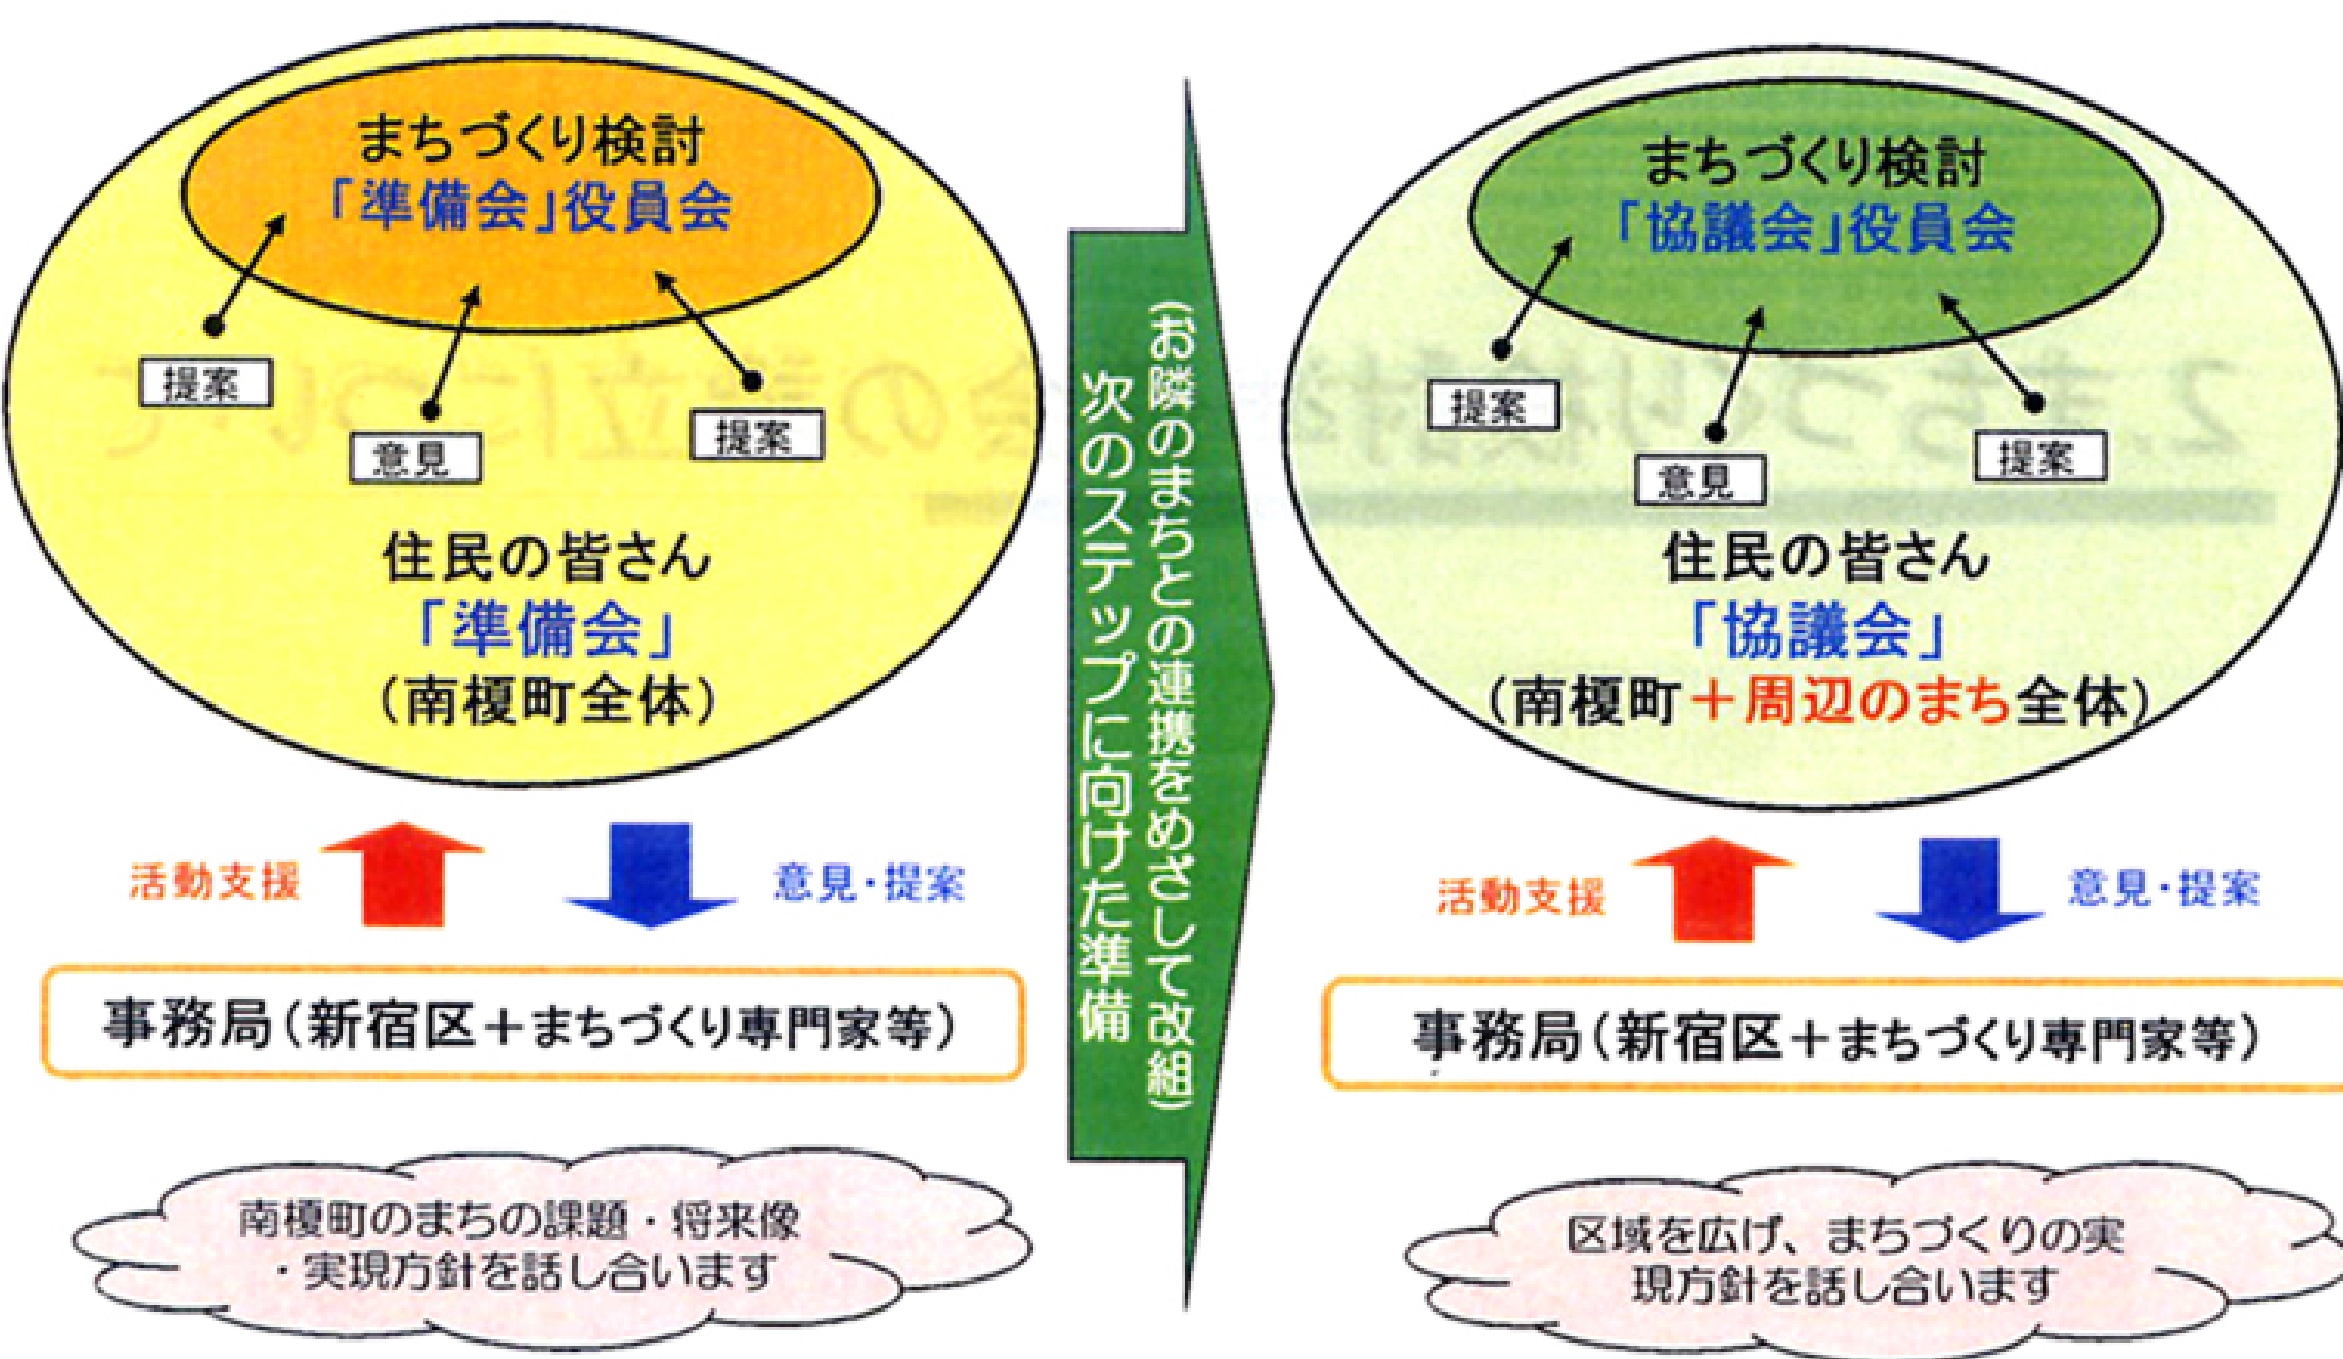 まちづくり検討
「準備会」役員会
提案
意見
提案
住民の皆さん
「準備会」
（南榎町全体）
活動支援
意見・提案
事務局（新宿区＋まちづくり専門家等）
南榎町のまちの課題・将来像
・実現方針を話し合います
次のステップに向けた準備
（お隣のまちとの連携をめざして改組）
まちづくり検討
「協議会」役員会
提案
意見
提案
住民の皆さん
「協議会」
（南榎町＋周辺のまち全体）
活動支援
意見・提案
事務局（新宿区＋まちづくり専門家等）
区域を広げ、まちづくりの実
現方針を話し合います